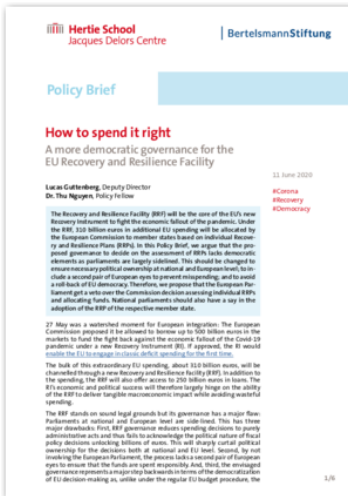 Hertie School
Jacques Delors Centre
BertelsmannStiftung
Policy Brief
How to spend it right
A more democratic governance for the
EU Recovery and Resilience Facility
11 June 2020
Lucas Guttenberg, Deputy Director
Dr. Thu Nguyen, Policy Fellow
#Corona
#Recovery
#Democracy
The Recovery and Resilience Facility (RRF) will be the core of the EU's new
Recovery Instrument to fight the economic fallout of the pandemic. Under
the RRF, 310 billion euros in additional EU spending will be allocated by
the European Commission to member states based on individual Recove-
ry and Resilience Plans (RRPs). In this Policy Brief, we argue that the pro-
posed governance to decide on the assessment of RRPs lacks democratic
elements as parliaments are largely sidelined. This should be changed to
ensure necessary political ownership at national and European level; to in-
clude a second pair of European eyes to prevent misspending; and to avoid
a roll-back of EU democracy. Therefore, we propose that the European Par-
liament get a veto over the Commission decision assessing individual RRPs
and allocating funds. National parliaments should also have a say in the
adoption of the RRP of the respective member state.
27 May was a watershed moment for European integration: The European
Commission proposed it be allowed to borrow up to 500 billion euros in the
markets to fund the fight back against the economic fallout of the Covid-19
pandemic under a new Recovery Instrument (RI). If approved, the RI would
enable the EU to engage in classic deficit spending for the first time.
The bulk of this extraordinary EU spending, about 310 billion euros, will be
channelled through a new Recovery and Resilience Facility (RRF). In addition to
the spending, the RRF will also offer access to 250 billion euros in loans. The
RI's economic and political success will therefore largely hinge on the ability
of the RRF to deliver tangible macroeconomic impact while avoiding wasteful
spending.
The RRF stands on sound legal grounds but its governance has a major flaw:
Parliaments at national and European level are side-lined. This has three
major drawbacks: First, RRF governance reduces spending decisions to purely
administrative acts and thus fails to acknowledge the political nature of fiscal
policy decisions unlocking billions of euros. This will sharply curtail political
ownership for the decisions both at national and EU level. Second, by not
involving the European Parliament, the process lacks a second pair of European
eyes to ensure that the funds are spent responsibly. And, third, the envisaged
governance represents a major step backwards in terms of the democratization
of EU decision-making as, unlike under the regular EU budget procedure, the
1/6